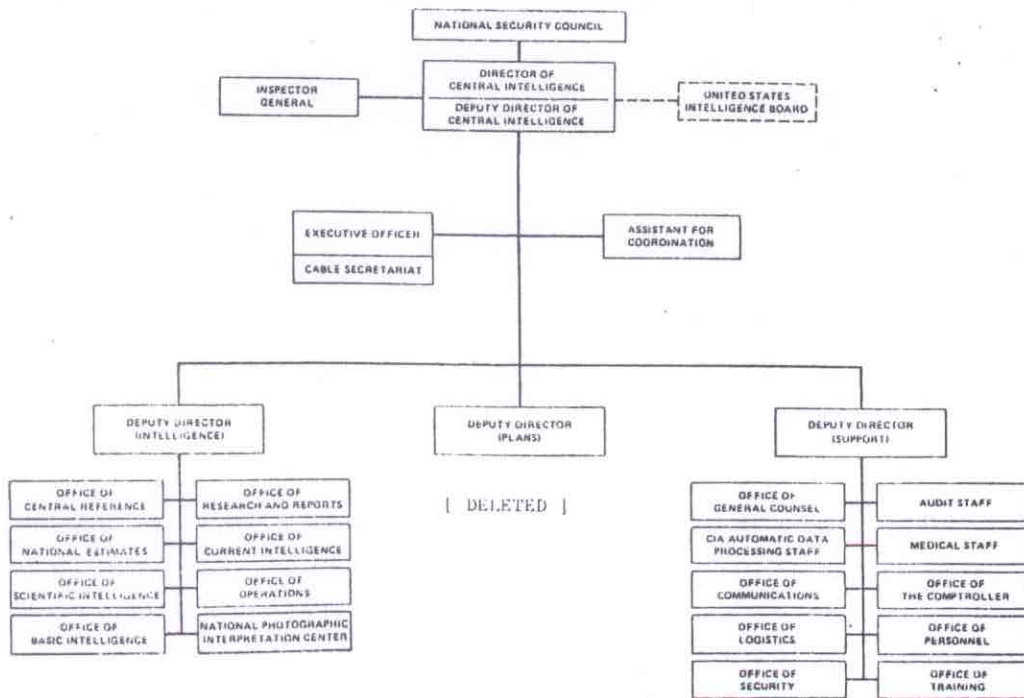 NATIONAL SECURITY COUNCIL
DIRECTOR OF
CENTRAL INTELLIGENCE
DEPUTY DIRECTOR OF
CENTRAL INTELLIGENCE
INSPECTOR
GENERAL
UNITED STATES
INTELLIGENCE BOARD
EXECUTIVE OFFICER
CABLE SECRETARIAT
ASSISTANT FOR
COORDINATION
DEPUTY DIRECTOR
(INTELLIGENCE)
DEPUTY DIRECTOR
(PLANS)
DEPUTY DIRECTOR
(SUPPORT)
OFFICE OF
CENTRAL REFERENCE
OFFICE OF
RESEARCH AND REPORTS
OFFICE OF
NATIONAL ESTIMATES
OFFICE OF
CURRENT INTELLIGENCE
OFFICE OF
SCIENTIFIC INTELLIGENCE
OFFICE OF
OPERATIONS
OFFICE OF
BASIC INTELLIGENCE
NATIONAL PHOTOGRAPHIC
INTERPRETATION CENTER
[ DELETED ]
OFFICE OF
GENERAL COUNSEL
AUDIT STAFF
CIA AUTOMATIC DATA
PROCESSING STAFF
MEDICAL STAFF
OFFICE OF
COMMUNICATIONS
OFFICE OF
THE COMPTROLLER
OFFICE OF
LOGISTICS
OFFICE OF
PERSONNEL
OFFICE OF
SECURITY
OFFICE OF
TRAINING